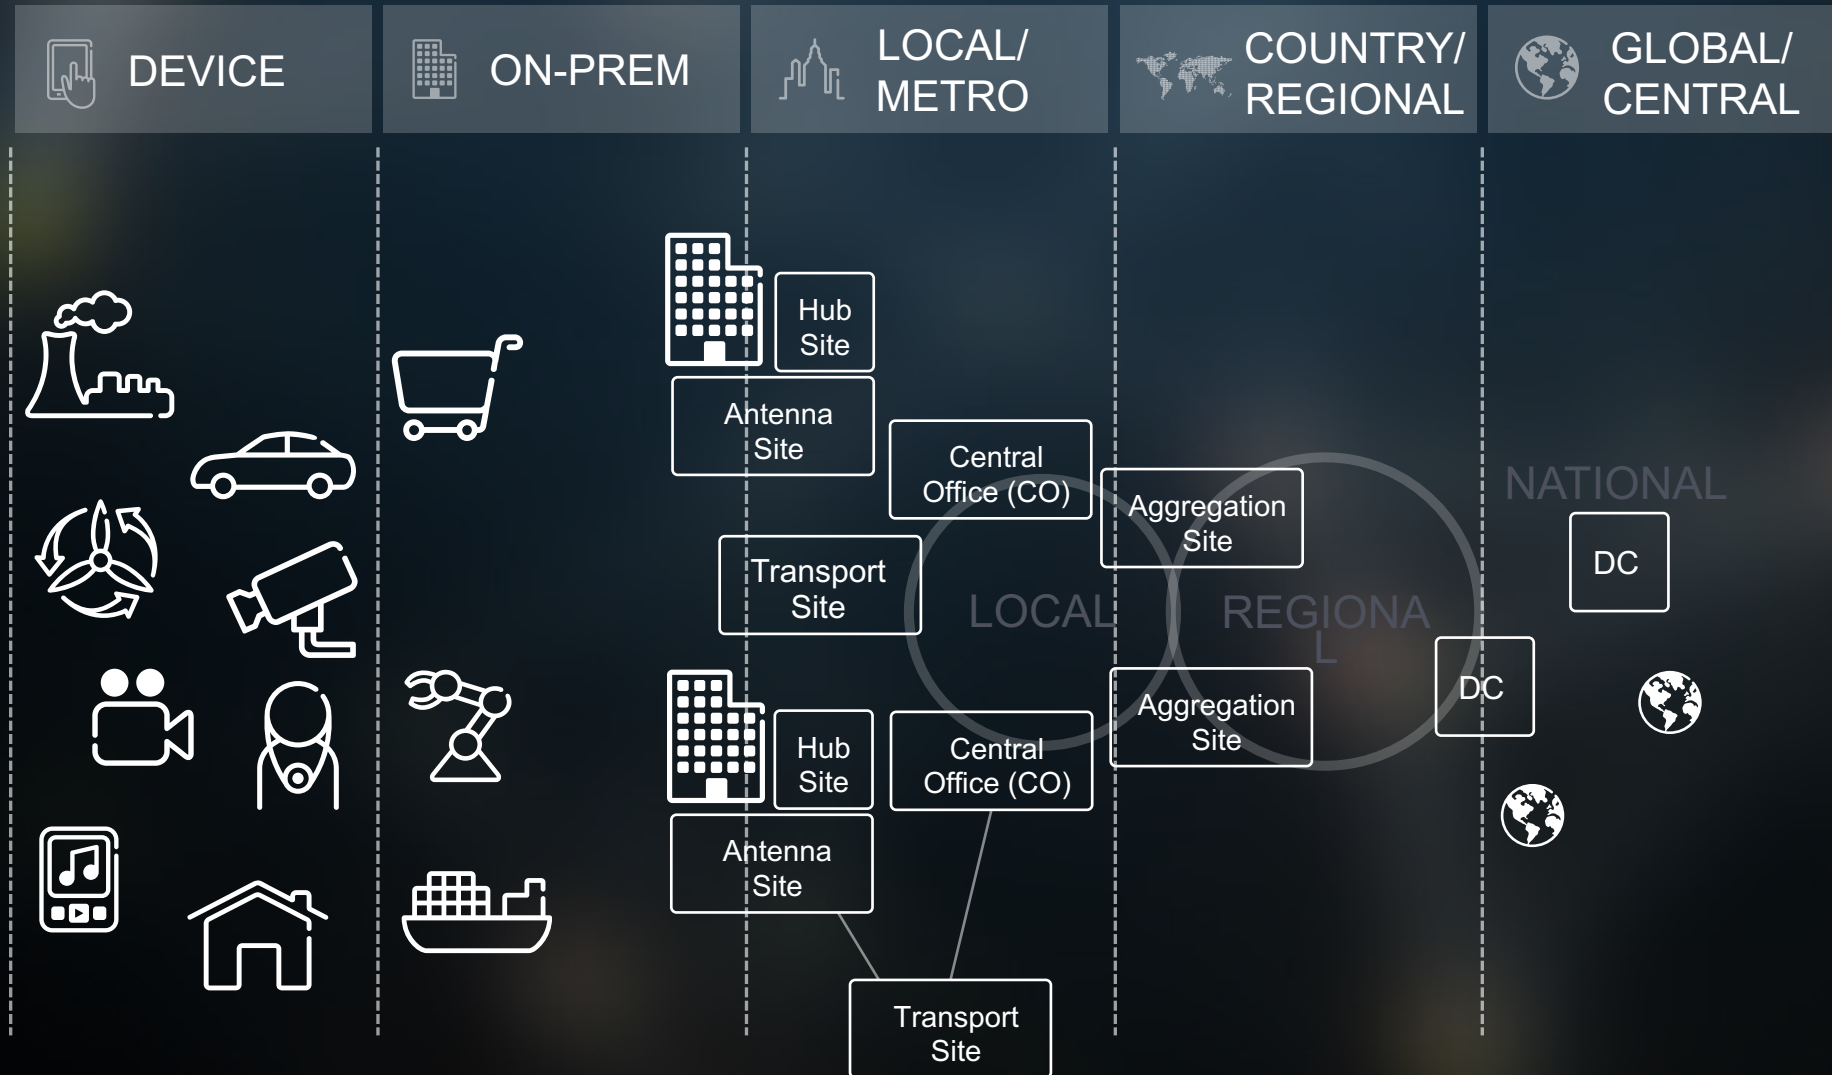 DEVICE
ON-PREM
LOCAL/
METRO
COUNTRY/
REGIONAL
GLOBAL/
CENTRAL
Hub
Site
Antenna
Site
Central
Office (CO)
Aggregation
Site
NATIONAL
DC
Transport
Site
LOCAL
REGIONA
L
DC
Aggregation
Site
Hub
Site
Central
Office (CO)
Antenna
Site
Transport
Site